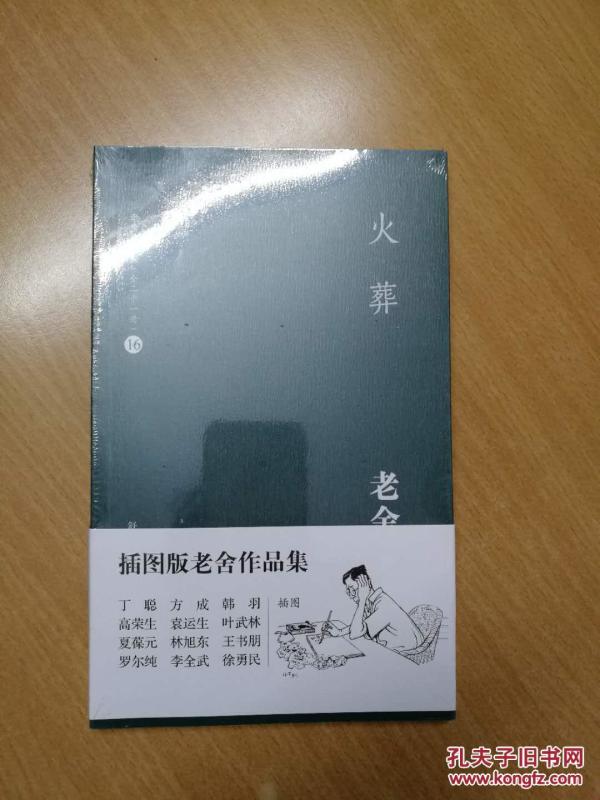 火葬
老舍
16
插图版老舍作品集
丁聪 方成 韩羽 插图
高荣生 袁运生 叶武林
夏葆元 林旭东 王书朋
罗尔纯 李全武 徐勇民
孔夫子旧书网
www.kongfz.com